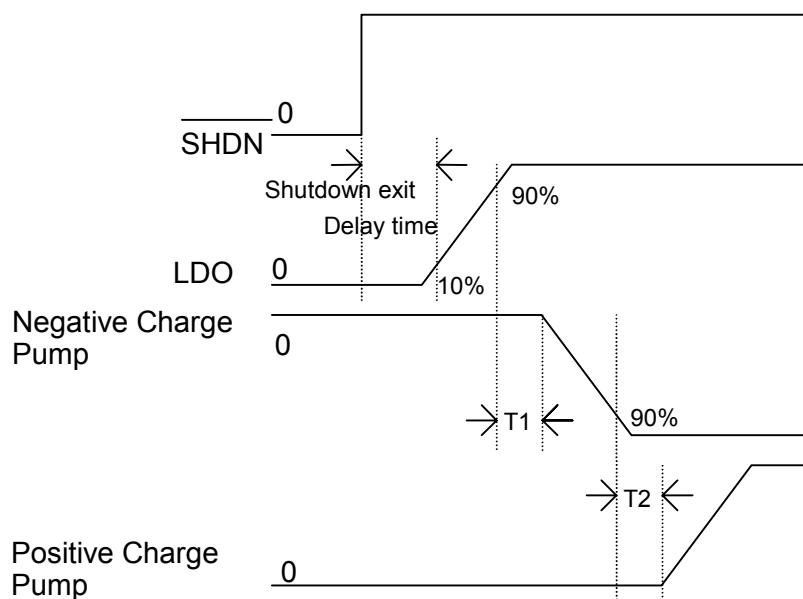 0
SHDN
Shutdown exit
90%
Delay time
LDO 0
10%
Negative Charge
Pump
0
T1
90%
T2
Positive Charge
Pump
0